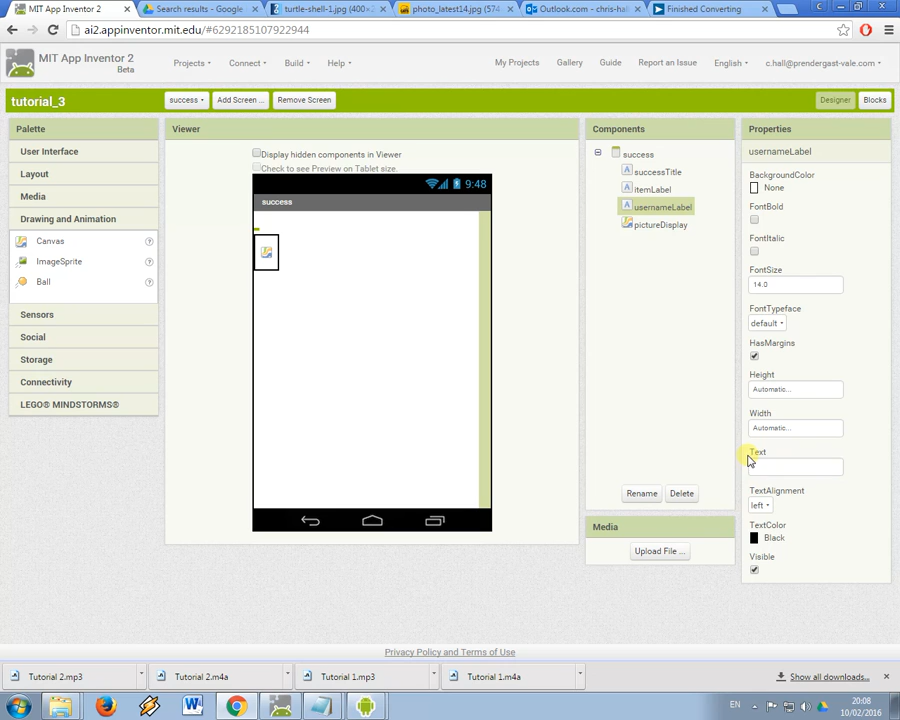 MIT App Inventor 2
Search results - Google
turtle-shell-1.jpg (400×3
photo_latest14.jpg (574
Outlook.com - chris-ha
Finished Converting
ai2.appinventor.mit.edu/#6292185107922944
MIT App Inventor 2
Beta
Projects
Connect
Build
Help
My Projects
Gallery
Guide
Report an Issue
English
c.hall@prendergast-vale.com
tutorial_3
success
Add Screen ...
Remove Screen
Designer
Blocks
Palette
Viewer
Components
Properties
User Interface
Layout
Media
Drawing and Animation
Canvas
ImageSprite
Ball
Sensors
Social
Storage
Connectivity
LEGO® MINDSTORMS®
Display hidden components in Viewer
Check to see Preview on Tablet size.
9:48
success
success
successTitle
itemLabel
usernameLabel
pictureDisplay
Rename
Delete
Media
Upload File ...
usernameLabel
BackgroundColor
None
FontBold
FontItalic
FontSize
14.0
FontTypeface
default
HasMargins
Height
Automatic...
Width
Automatic...
Text
TextAlignment
left
TextColor
Black
Visible
Privacy Policy and Terms of Use
Tutorial 2.mp3
Tutorial 2.m4a
Tutorial 1.mp3
Tutorial 1.m4a
Show all downloads...
EN
20:08
10/02/2016